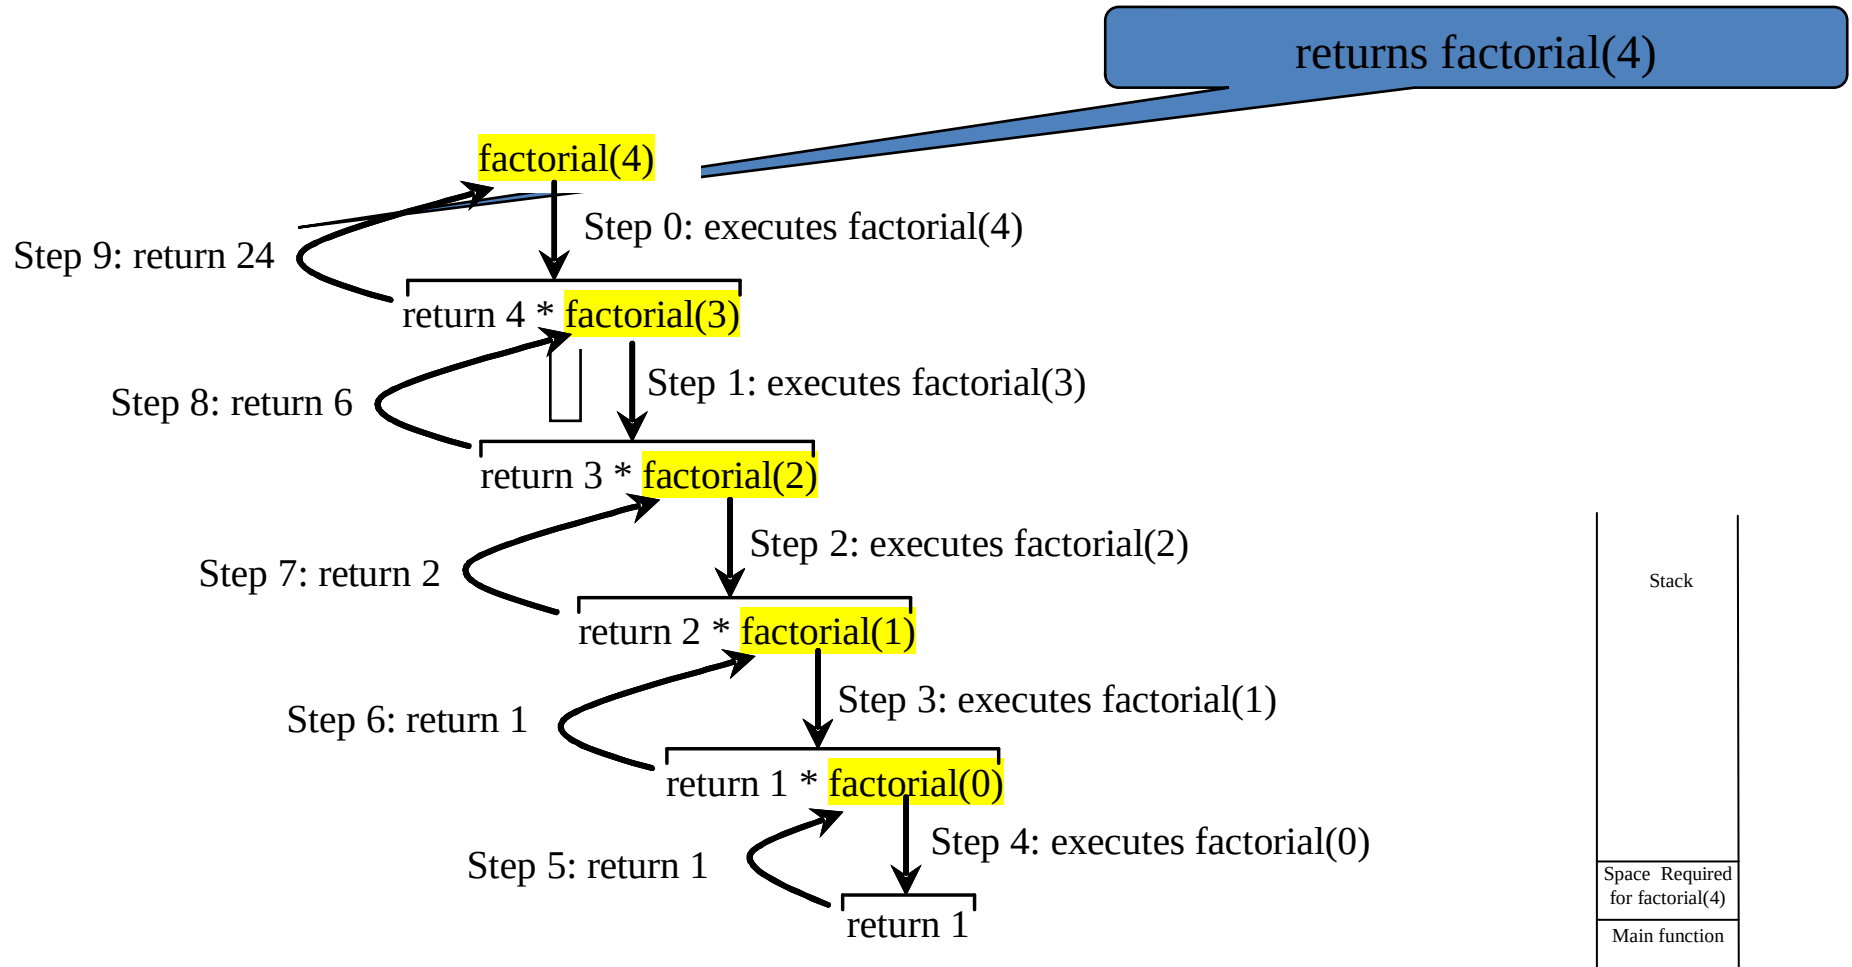 returns factorial(4)
factorial(4)
Step 0: executes factorial(4)
Step 9: return 24
return 4 * factorial(3)
Step 1: executes factorial(3)
Step 8: return 6
return 3 * factorial(2)
Step 2: executes factorial(2)
Step 7: return 2
return 2 * factorial(1)
Step 3: executes factorial(1)
Step 6: return 1
return 1 * factorial(0)
Step 4: executes factorial(0)
Step 5: return 1
return 1
Stack
Space Required
for factorial(4)
Main function